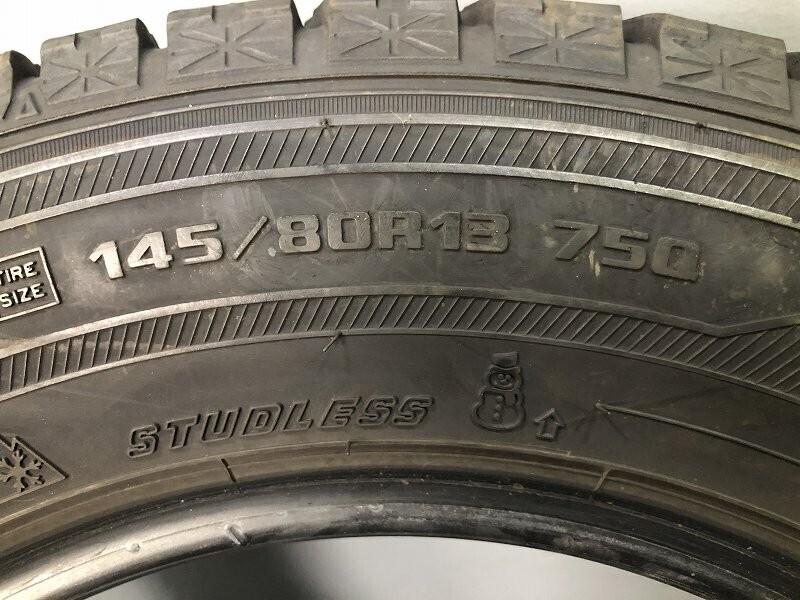 145/80R13 75Q
TIRE
SIZE
STUDLESS